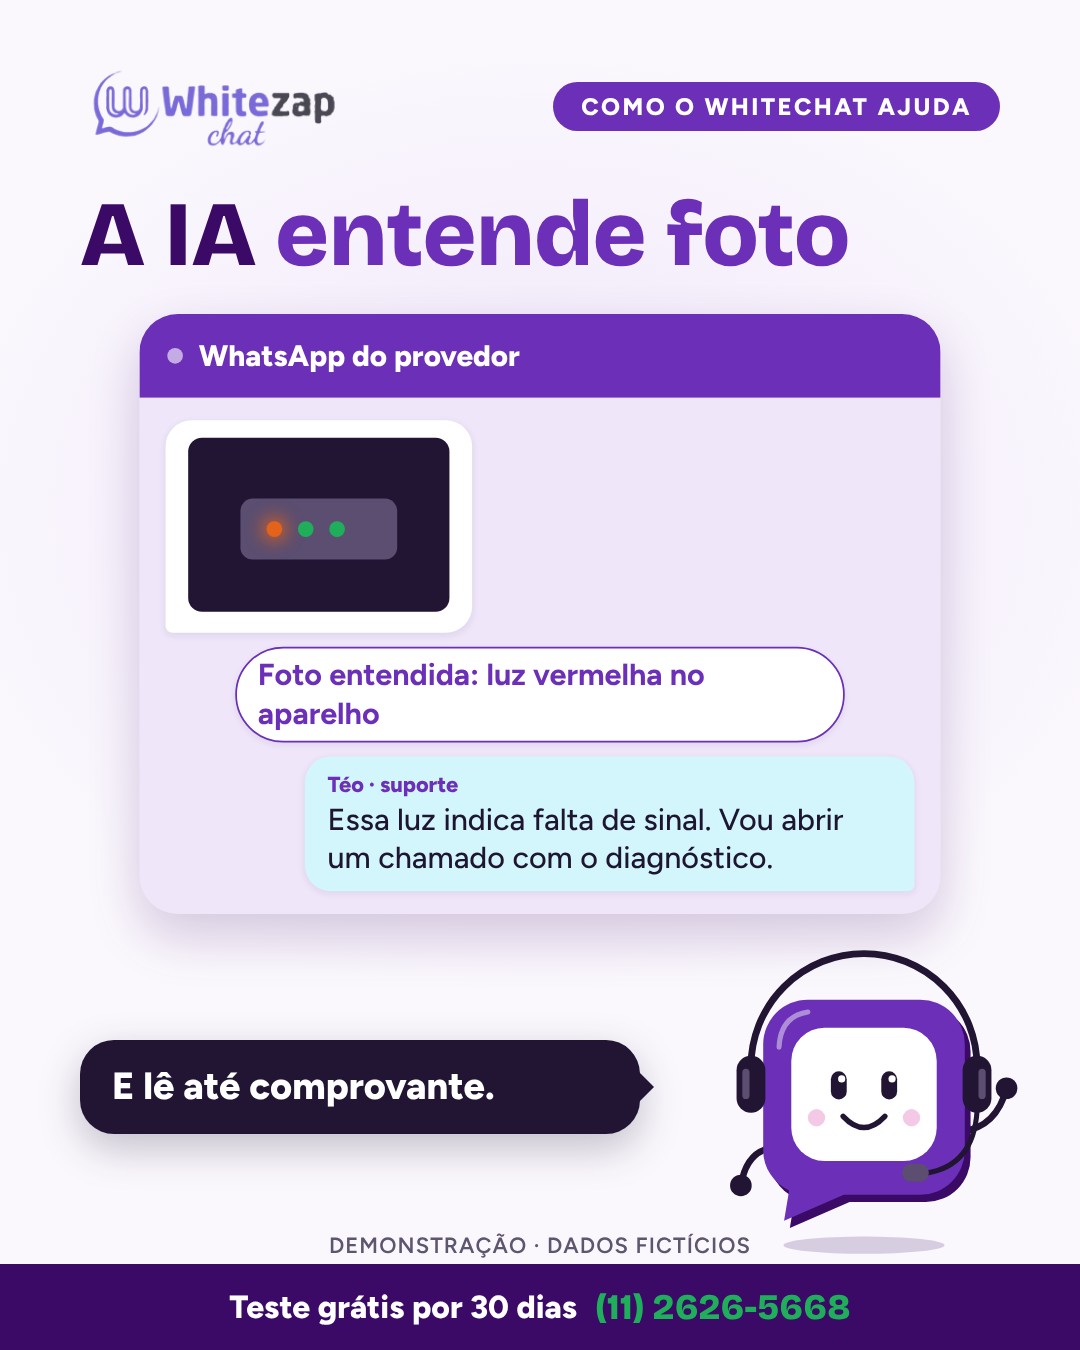 Whitezap
chat
COMO O WHITECHAT AJUDA
A IA entende foto
WhatsApp do provedor
Foto entendida: luz vermelha no
aparelho
Téo · suporte
Essa luz indica falta de sinal. Vou abrir
um chamado com o diagnóstico.
E lê até comprovante.
DEMONSTRAÇÃO · DADOS FICTÍCIOS
Teste grátis por 30 dias (11) 2626-5668